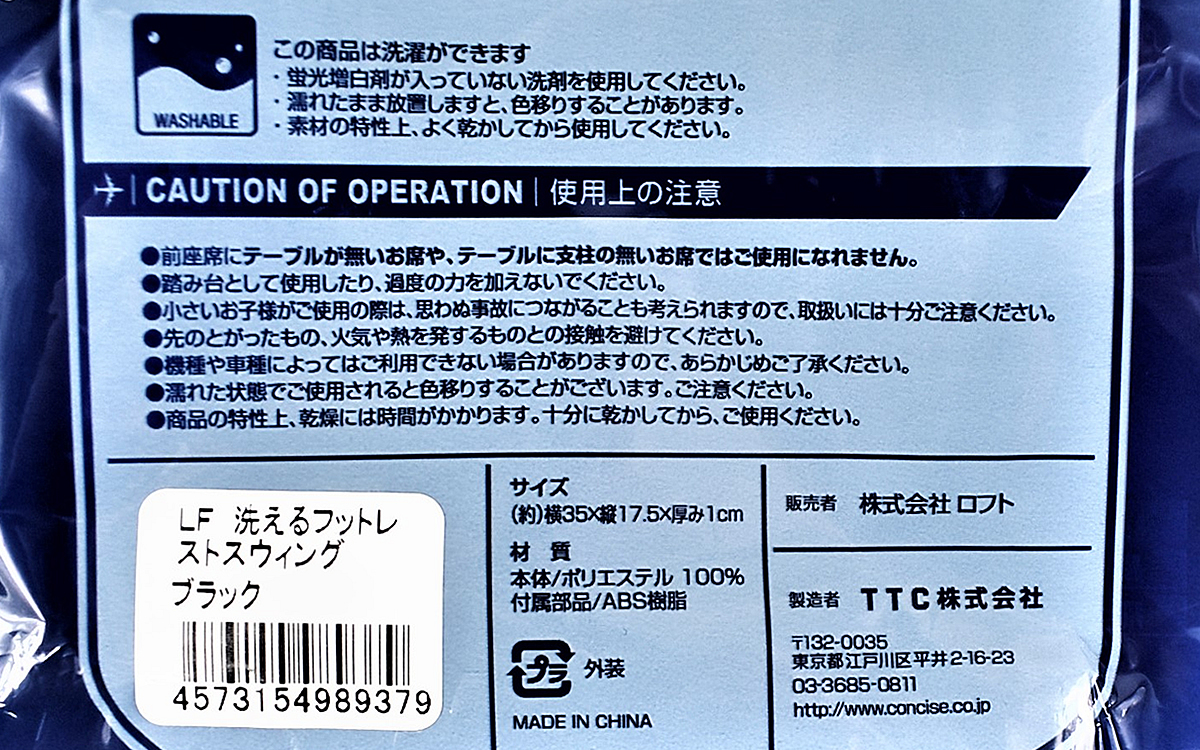 この商品は洗濯ができます
・蛍光増白剤が入っていない洗剤を使用してください。
・濡れたまま放置しますと、色移りすることがあります。
・素材の特性上、よく乾かしてから使用してください。
WASHABLE
CAUTION OF OPERATION | 使用上の注意
●前座席にテーブルが無いお席や、テーブルに支柱の無いお席ではご使用になれません。
●踏み台として使用したり、過度の力を加えないでください。
●小さいお子様がご使用の際は、思わぬ事故につながることも考えられますので、取扱いには十分ご注意ください。
●先のとがったもの、火気や熱を発するものとの接触を避けてください。
●機種や車種によってはご利用できない場合がありますので、あらかじめご了承ください。
●濡れた状態でご使用されると色移りすることがございます。ご注意ください。
●商品の特性上、乾燥には時間がかかります。十分に乾かしてから、ご使用ください。
LF 洗えるフットレ
ストスウィング
ブラック
4573154989379
サイズ
(約)横35×縦17.5×厚み1cm
材 質
本体/ポリエステル 100%
付属部品/ABS樹脂
プラ 外装
MADE IN CHINA
販売者 株式会社 ロフト
製造者 TTC株式会社
〒132-0035
東京都江戸川区平井2-16-23
03-3685-0811
http://www.concise.co.jp